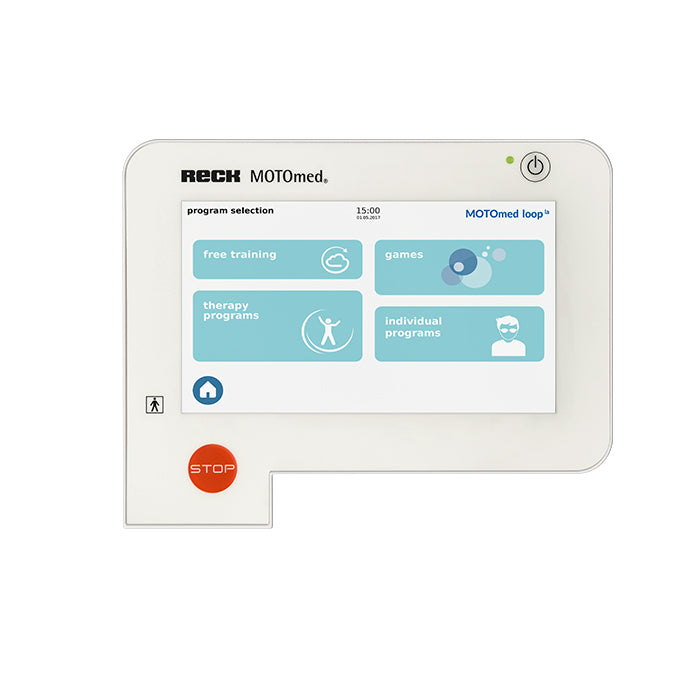 RECK MOTOmed®
program selection
15:00
01.05.2017
MOTOmed loop la
free training
games
therapy
programs
individual
programs
STOP